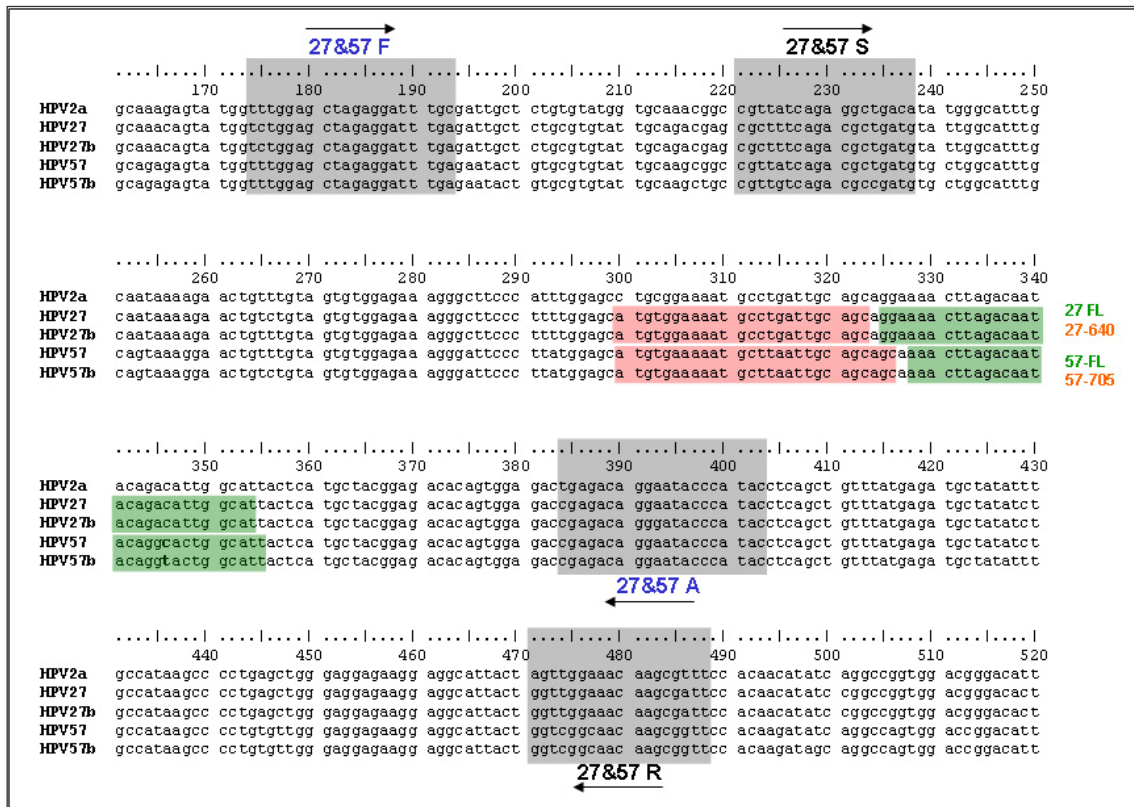 27&57 F 27&57 S
....|....| ....|....| ....|....| ....|....| ....|....| ....|....| ....|....| ....|....| ....|....|
170 180 190 200 210 220 230 240 250
HPV2a gcaaagagta tggtttggag ctagaggatt tgcgattgct ctgtgtatgg tgcaaacggc cgttatcaga ggctgacata tgggcatttg
HPV27 gcaaacagta tggtctggag ctagaggatt tgagattgct ctgcgtgtat tgcagacgag cgctttcaga cgctgatgta ttggcatttg
HPV27b gcaaacagta tggtctggag ctagaggatt tgagattgct ctgcgtgtat tgcagacgag cgctttcaga cgctgatgta ttggcatttg
HPV57 gcagagagta tggtttggag ctagaggatt tgagaatact gtgcgtgtat tgcaagcggc cgttatcaga cgctgatgtg ctggcatttg
HPV57b gcagagagta tggtttggag ctagaggatt tgagaatact gtgcgtgtat tgcaagctgc cgttgtcaga cgccgatgtg ctggcatttg
....|....| ....|....| ....|....| ....|....| ....|....| ....|....| ....|....| ....|....| ....|....|
260 270 280 290 300 310 320 330 340
HPV2a caataaaaga actgtttgta gtgtggagaa agggcttccc atttggagcc tgcggaaaat gcctgattgc agcaggaaaa cttagacaat
HPV27 caataaaaga actgtctgta gtgtggagaa agggcttccc cttttggagca tgtggaaaat gcctgattgc agcaggaaaa cttagacaat 27 FL
HPV27b caataaaaga actgtttgta gtgtggagaa agggcttccc cttttggagca tgtggaaaat gcctgattgc agcaggaaaa cttagacaat 27-640
HPV57 cagtaaagga actgtttgta gtgtggagaa aggattcccc ttatggagca tgtgaaaaat gcttaattgc agcagcaaaa cttagacaat 57-FL
HPV57b cagtaaagga actgtctgta gtgtggagaa agggattccc ttatggagca tgtgaaaaat gcttaattgc agcagcaaaa cttagacaat 57-705
....|....| ....|....| ....|....| ....|....| ....|....| ....|....| ....|....| ....|....| ....|....|
350 360 370 380 390 400 410 420 430
HPV2a acagacattg gcattactca tgctacggag acacagtgga gactgagaca ggaataccca tacctcagct gtttatgaga tgctatattt
HPV27 acagacattg gcattactca tgctacggag acacagtgga gaccgagaca ggaataccca tacctcagct gtttatgaga tgctatatct
HPV27b acagacattg gcattactca tgctacggag acacagtgga gaccgagaca gggataccca tacctcagct gtttatgaga tgctatatct
HPV57 acaggcactg gcattactca tgctacggag acacagtgga gaccgagaca ggaataccca tacctcagct gtttatgaga tgctatattt
HPV57b acaggtactg gcattactca tgctacggag acacagtgga gaccgagaca ggaataccca tacctcagct gtttatgaga tgctatattt
27&57 A
....|....| ....|....| ....|....| ....|....| ....|....| ....|....| ....|....| ....|....| ....|....|
440 450 460 470 480 490 500 510 520
HPV2a gccataagcc cctgagctgg gaggagaagg aggcattact agttggaaac aagcgtttcc acaacatatc caggccggtgg acgggacatt
HPV27 gccataagcc cctgagctgg gaggagaagg aggcattact ggttggaaac aagcgattcc acaacatatc cggccggtgg acgggacact
HPV27b gccataagcc cctgagctgg gaggagaagg aggcattact ggttggaaac aagcgattcc acaacatatc cggccggtgg acgggacact
HPV57 gccataagcc cctgtgttgg gaggagaagg aggcattact ggtcggcaac aagcggttcc acaagatatc aggccagtgg accggacatt
HPV57b gccataagcc cctgtgttgg gaggagaagg aggcattact ggtcggcaac aagcggttcc acaagatagc aggccagtgg accggacatt
27&57 R